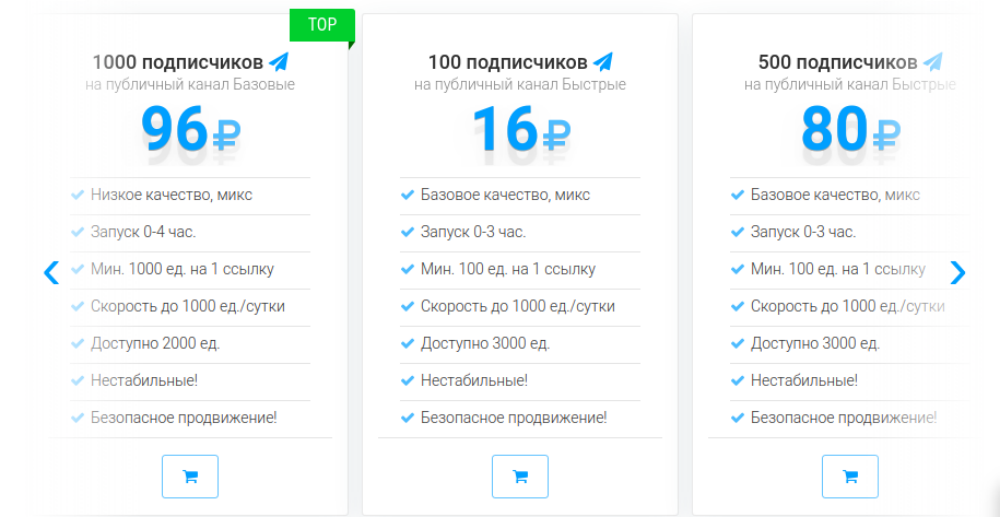 TOP
1000 подписчиков
на публичный канал Базовые
96₽
Низкое качество, микс
Запуск 0-4 час.
Мин. 1000 ед. на 1 ссылку
Скорость до 1000 ед./сутки
Доступно 2000 ед.
Нестабильные!
Безопасное продвижение!
100 подписчиков
на публичный канал Быстрые
16₽
Базовое качество, микс
Запуск 0-3 час.
Мин. 100 ед. на 1 ссылку
Скорость до 1000 ед./сутки
Доступно 3000 ед.
Нестабильные!
Безопасное продвижение!
500 подписчиков
на публичный канал Быстрые
80₽
Базовое качество, микс
Запуск 0-3 час.
Мин. 100 ед. на 1 ссылку
Скорость до 1000 ед./сутки
Доступно 3000 ед.
Нестабильные!
Безопасное продвижение!